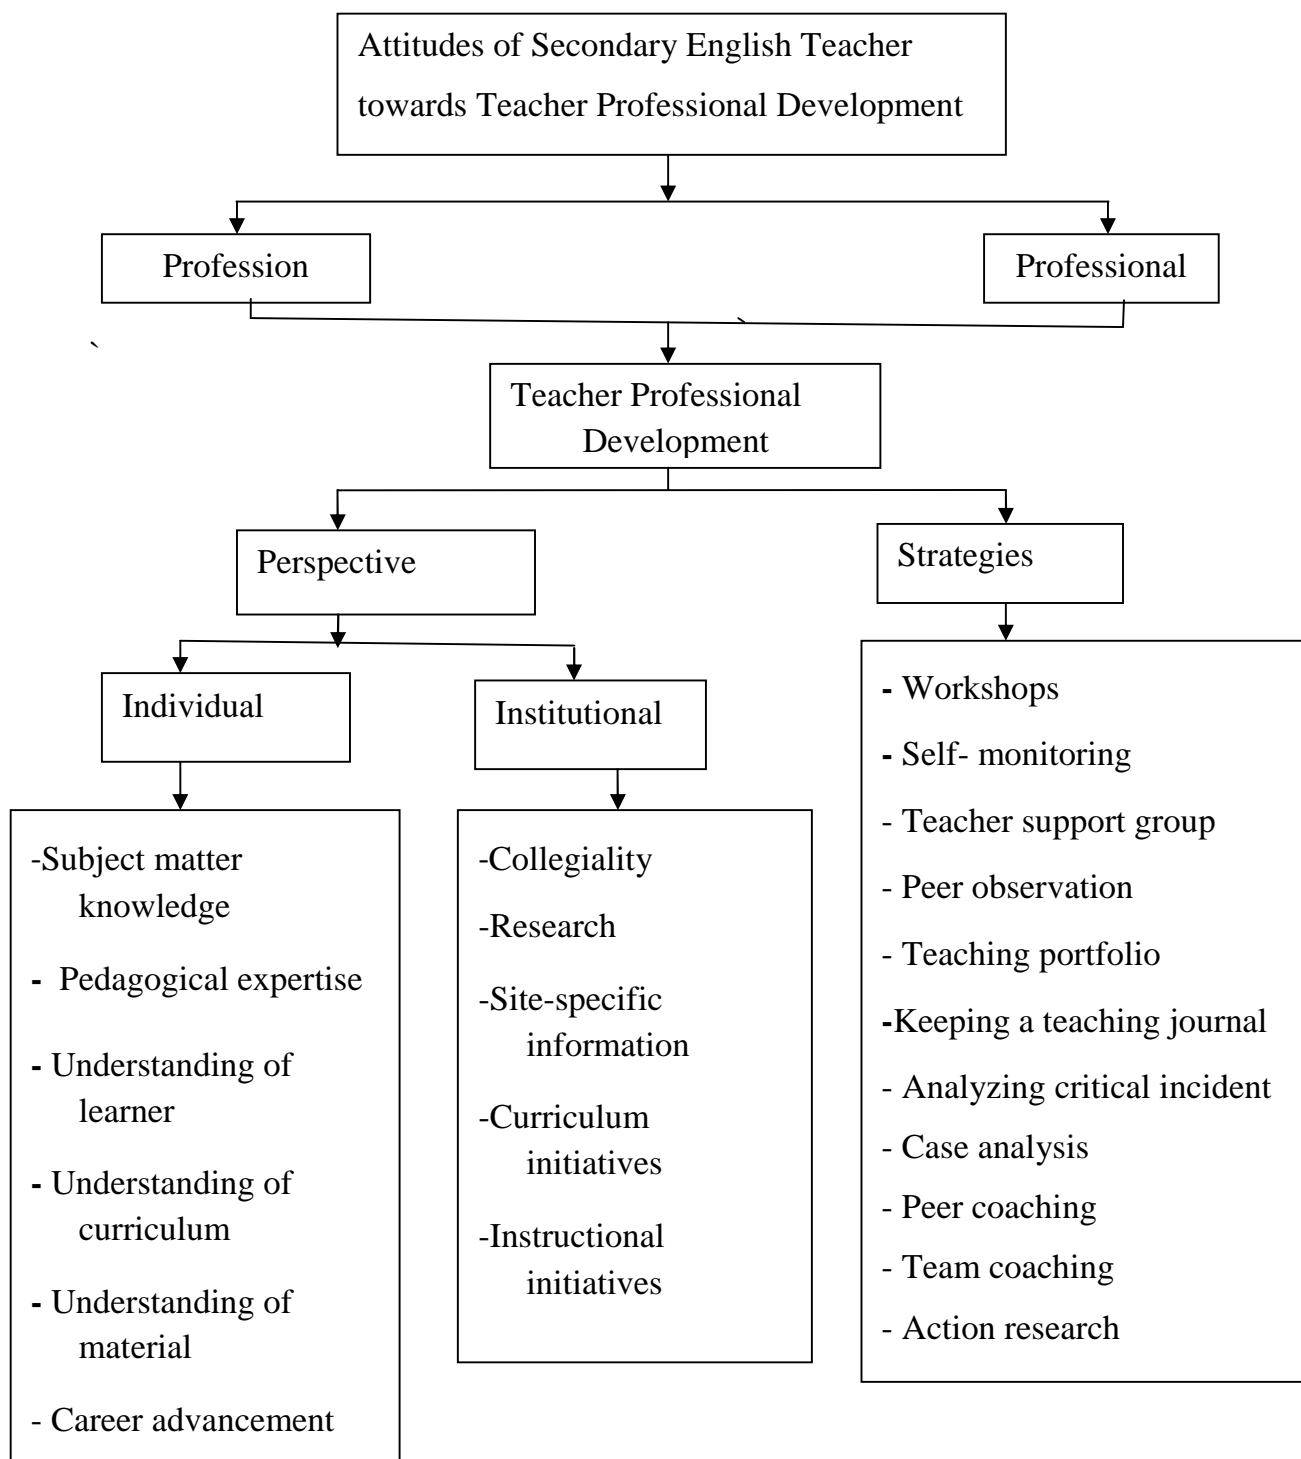 Attitudes of Secondary English Teacher
towards Teacher Professional Development
Profession
Professional
`
`
Teacher Professional
Development
Perspective
Strategies
Individual
Institutional
-Subject matter
knowledge
- Pedagogical expertise
- Understanding of
learner
- Understanding of
curriculum
- Understanding of
material
- Career advancement
-Collegiality
-Research
-Site-specific
information
-Curriculum
initiatives
-Instructional
initiatives
- Workshops
- Self- monitoring
- Teacher support group
- Peer observation
- Teaching portfolio
-Keeping a teaching journal
- Analyzing critical incident
- Case analysis
- Peer coaching
- Team coaching
- Action research